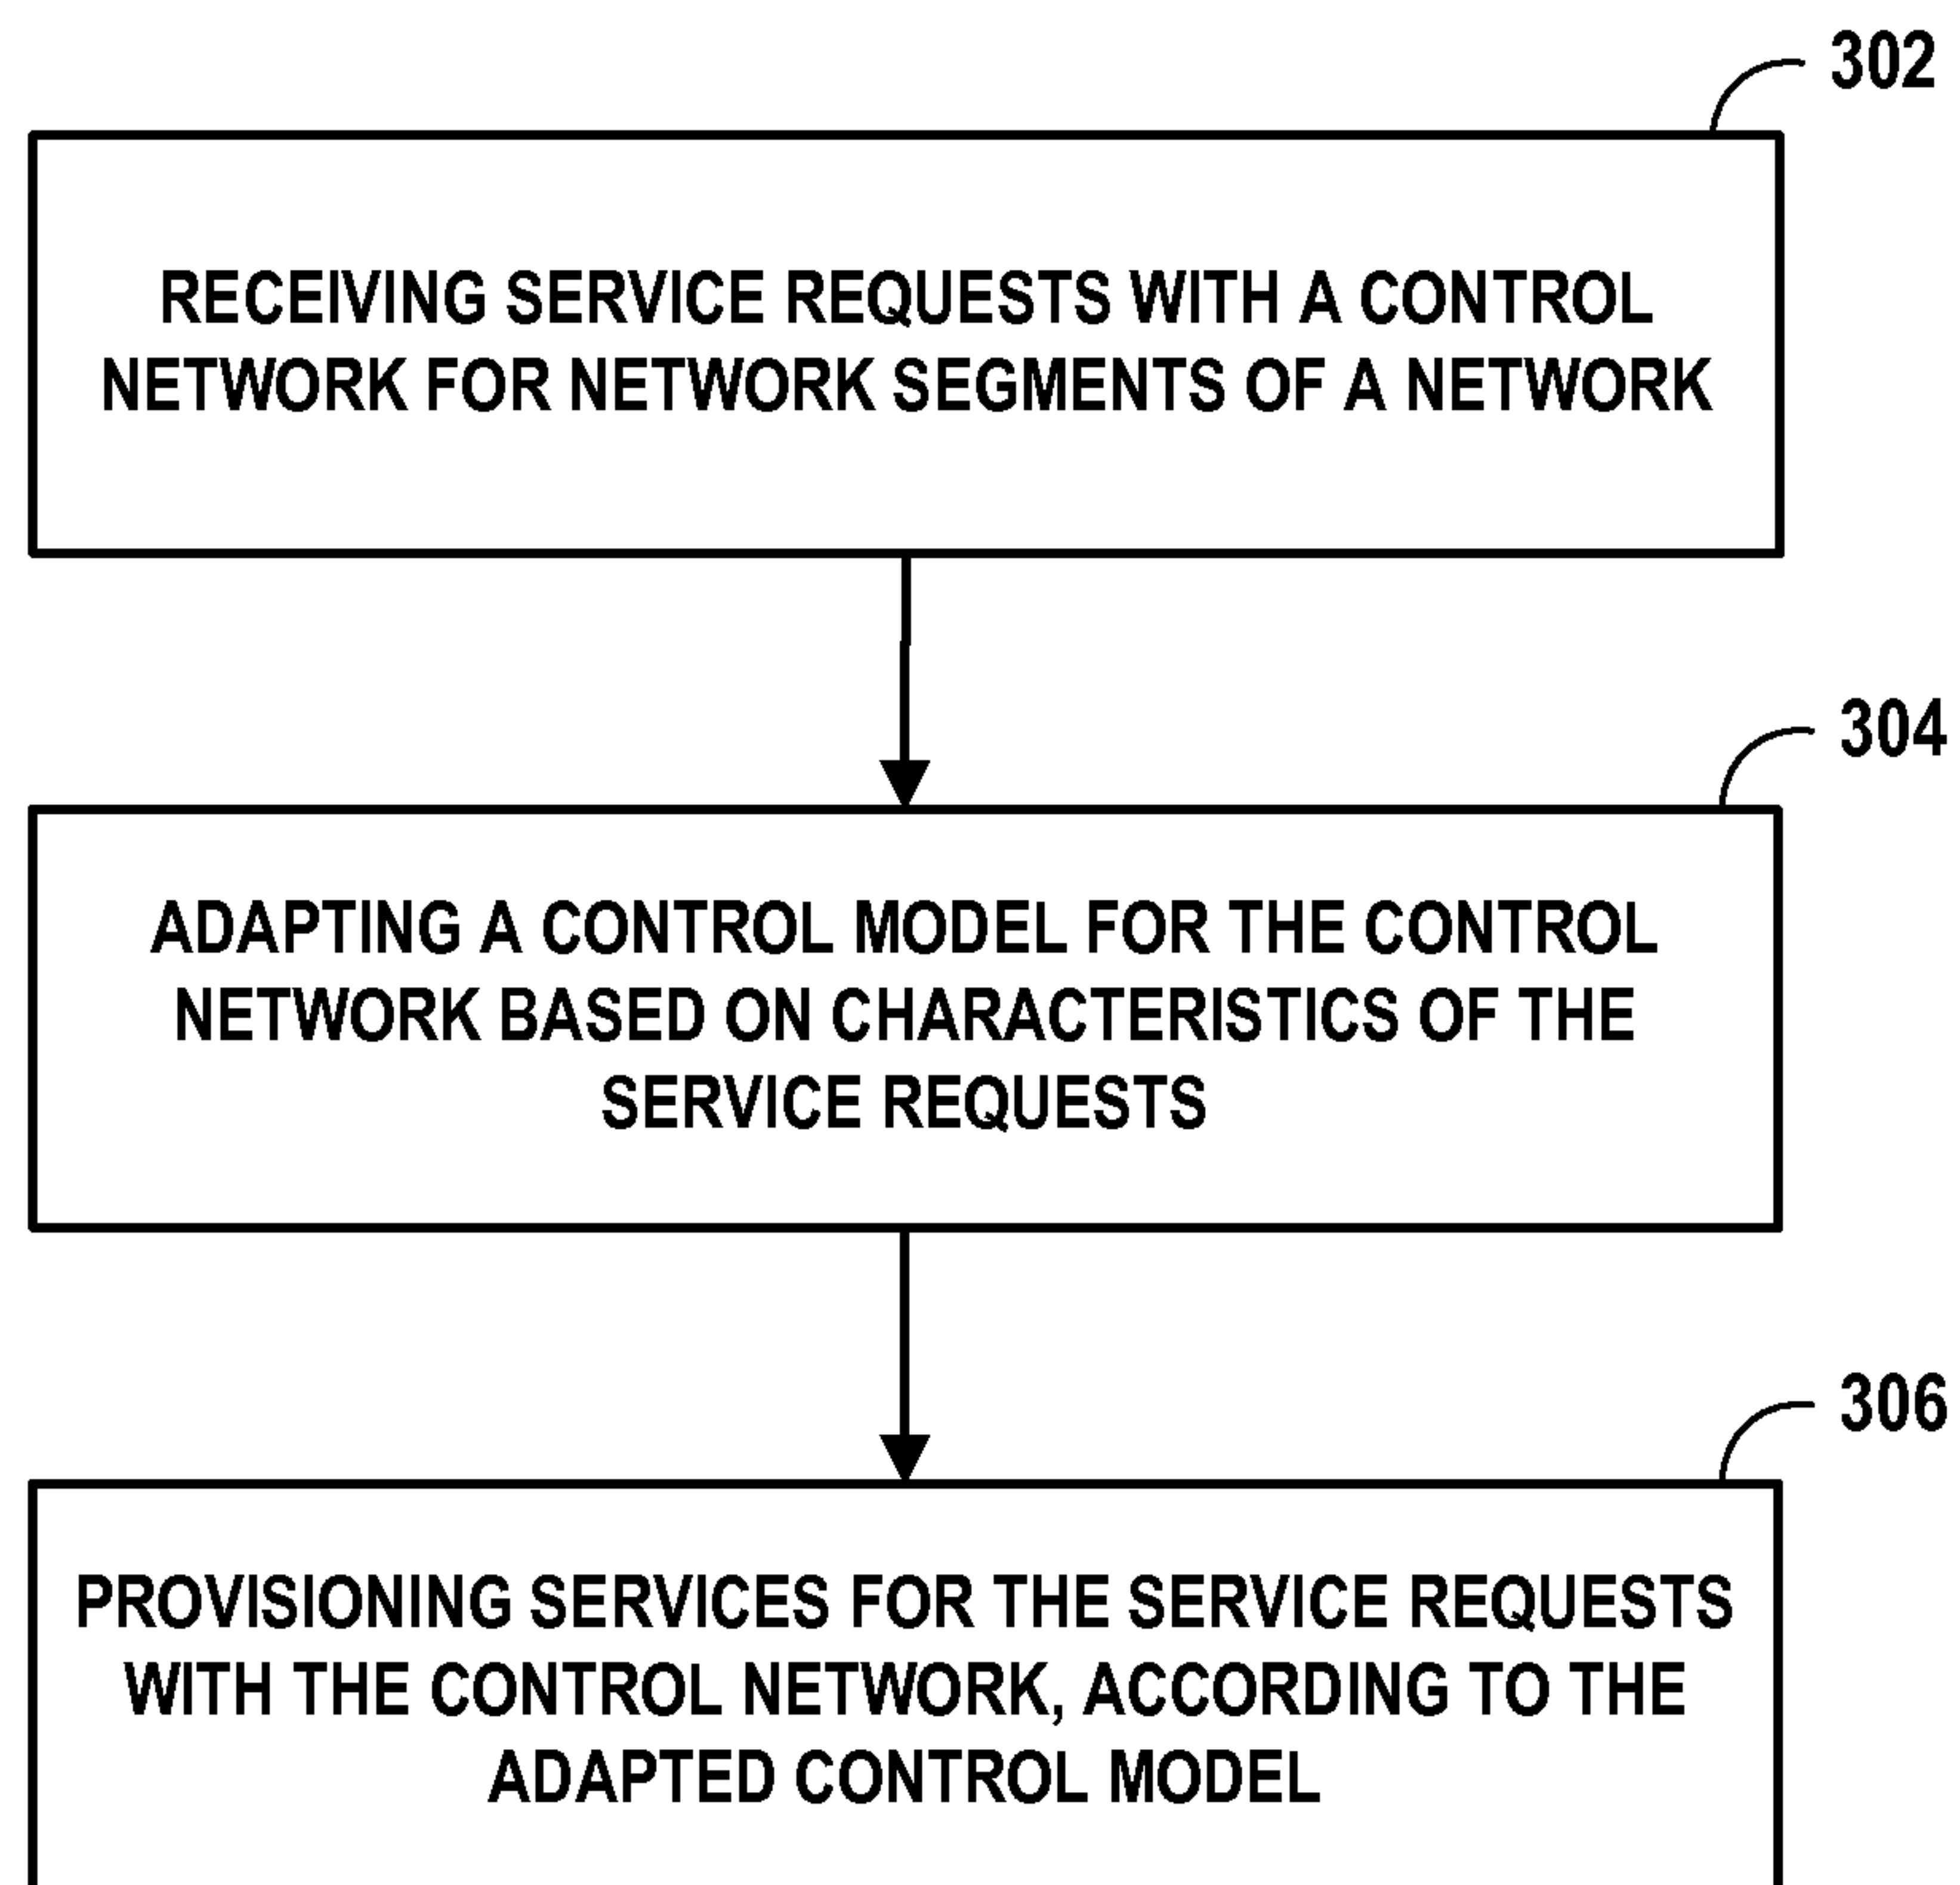 302
RECEIVING SERVICE REQUESTS WITH A CONTROL
NETWORK FOR NETWORK SEGMENTS OF A NETWORK
304
ADAPTING A CONTROL MODEL FOR THE CONTROL
NETWORK BASED ON CHARACTERISTICS OF THE
SERVICE REQUESTS
306
PROVISIONING SERVICES FOR THE SERVICE REQUESTS
WITH THE CONTROL NETWORK, ACCORDING TO THE
ADAPTED CONTROL MODEL